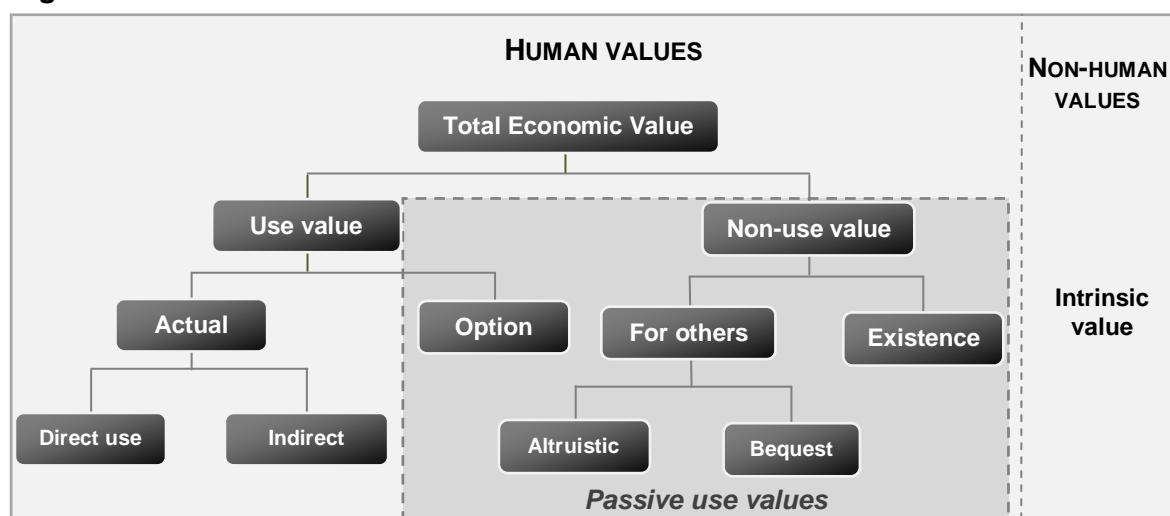 HUMAN VALUES
NON-HUMAN
VALUES
Total Economic Value
Use value
Non-use value
Actual
Option
For others
Existence
Intrinsic
value
Direct use
Indirect
Altruistic
Bequest
Passive use values